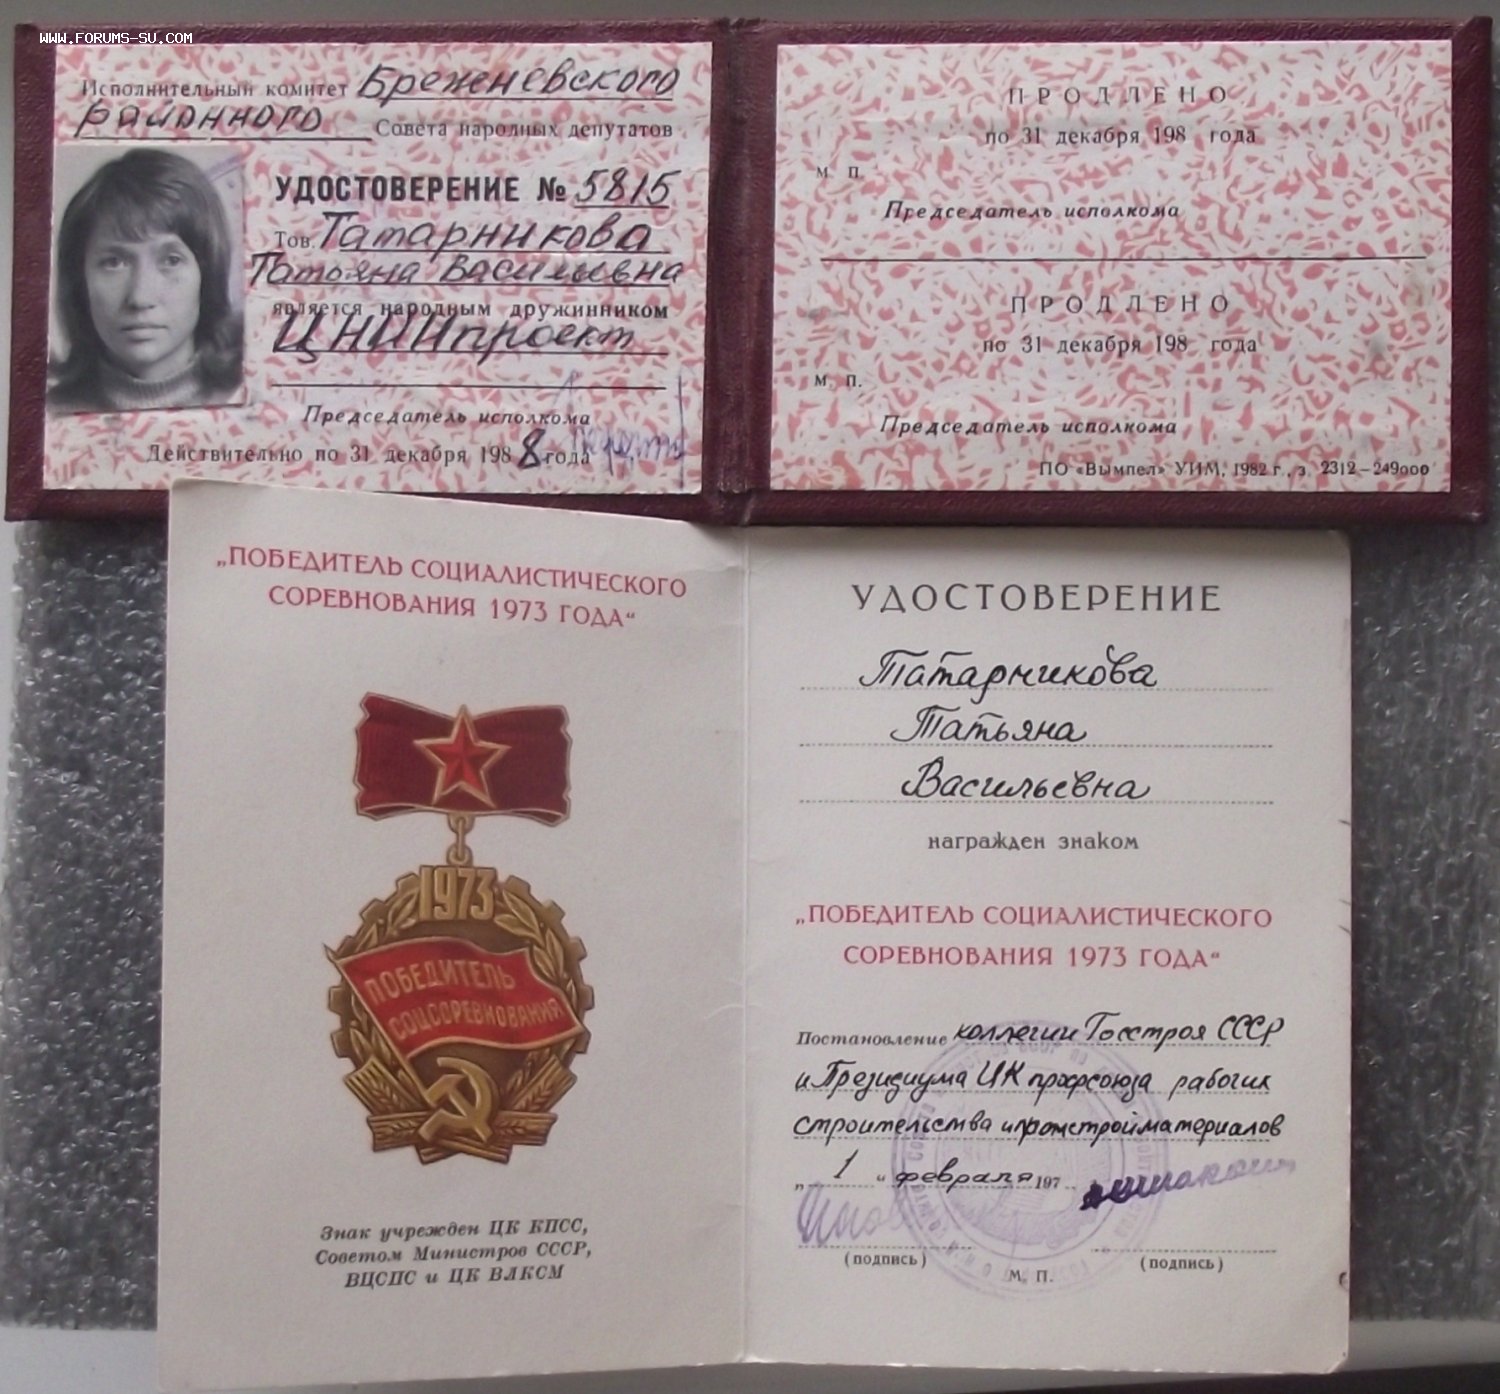 www.FORUMS-SU.COM
Исполнительный комитет Брежневского
районного Совета народных депутатов
УДОСТОВЕРЕНИЕ № 5815
Тов. Татарникова
Татьяна Васильевна
является народным дружинником
ЦНИИпроект
Председатель исполкома
Действительно по 31 декабря 1988 года
ПРОДЛЕНО
по 31 декабря 198 года
М. П.
Председатель исполкома
ПРОДЛЕНО
по 31 декабря 198 года
М. П.
Председатель исполкома
ПО «Вымпел» УИМ, 1982 г., з. 2312—249000
„ПОБЕДИТЕЛЬ СОЦИАЛИСТИЧЕСКОГО
СОРЕВНОВАНИЯ 1973 ГОДА“
1973
ПОБЕДИТЕЛЬ
СОЦСОРЕВНОВАНИЯ
Знак учрежден ЦК КПСС,
Советом Министров СССР,
ВЦСПС и ЦК ВЛКСМ
УДОСТОВЕРЕНИЕ
Татарникова
Татьяна
Васильевна
награжден знаком
„ПОБЕДИТЕЛЬ СОЦИАЛИСТИЧЕСКОГО
СОРЕВНОВАНИЯ 1973 ГОДА“
Постановление коллегии Госстроя СССР
и Президиума ЦК профсоюза рабочих
строительства и промстройматериалов
„ 1 “ февраля 197
(подпись) (подпись)
М. П.